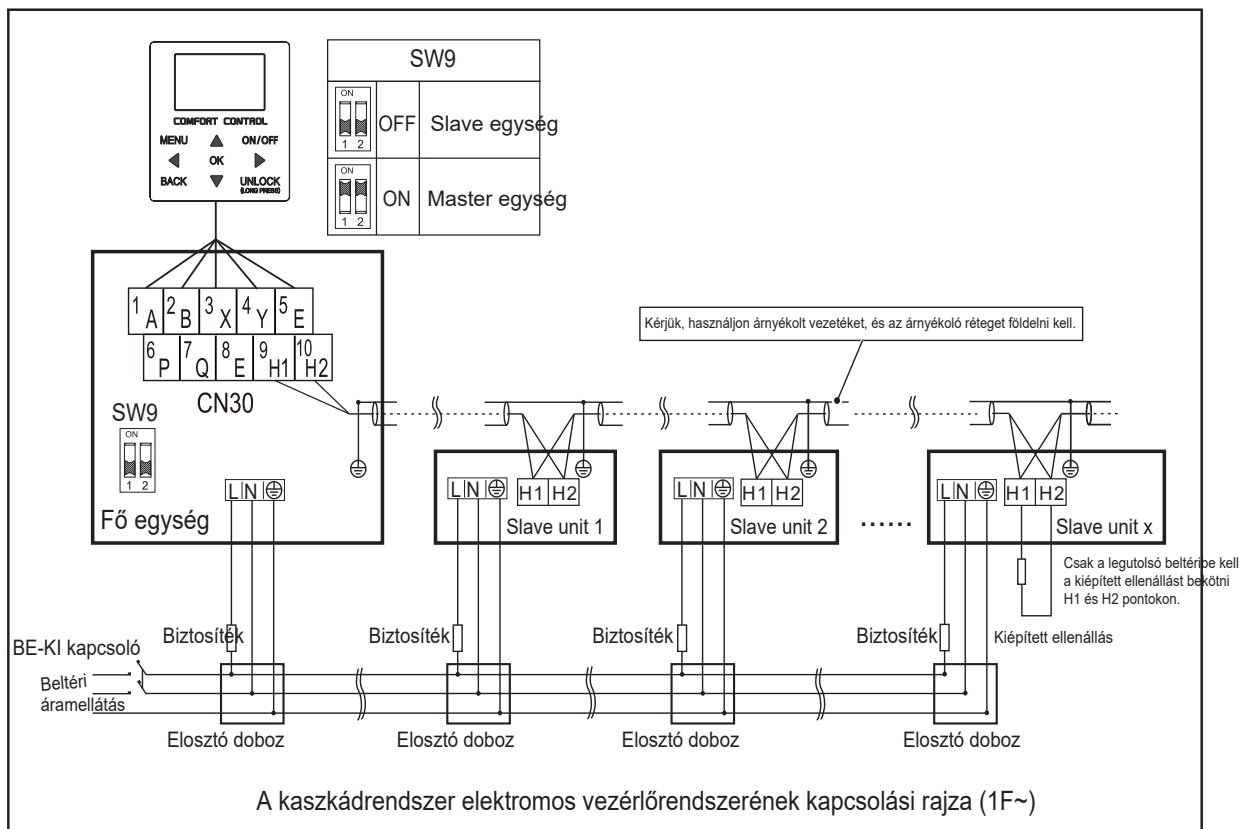 SW9
ON
1 2
OFF
Slave egység
ON
1 2
ON
Master egység
COMFORT CONTROL
MENU
ON/OFF
OK
BACK
UNLOCK
(LONG PRESS)
1 A 2 B 3 X 4 Y 5 E
6 P 7 Q 8 E 9 H1 10 H2
CN30
SW9
ON
1 2
Fő egység
Kérjük, használjon árnyékolt vezetéket, és az árnyékoló réteget földelni kell.
L N
L N
H1 H2
Slave unit 1
L N
H1 H2
Slave unit 2
......
L N
H1 H2
Slave unit x
Csak a legutolsó beltéribe kell
a kiépített ellenállást bekötni
H1 és H2 pontokon.
Kiépített ellenállás
Biztosíték
Biztosíték
Biztosíték
Biztosíték
BE-KI kapcsoló
Beltéri
áramellátás
Elosztó doboz
Elosztó doboz
Elosztó doboz
Elosztó doboz
A kaszkádrendszer elektromos vezérlőrendszerének kapcsolási rajza (1F~)